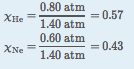 χHe = 0.80 atm / 1.40 atm = 0.57
χNe = 0.60 atm / 1.40 atm = 0.43